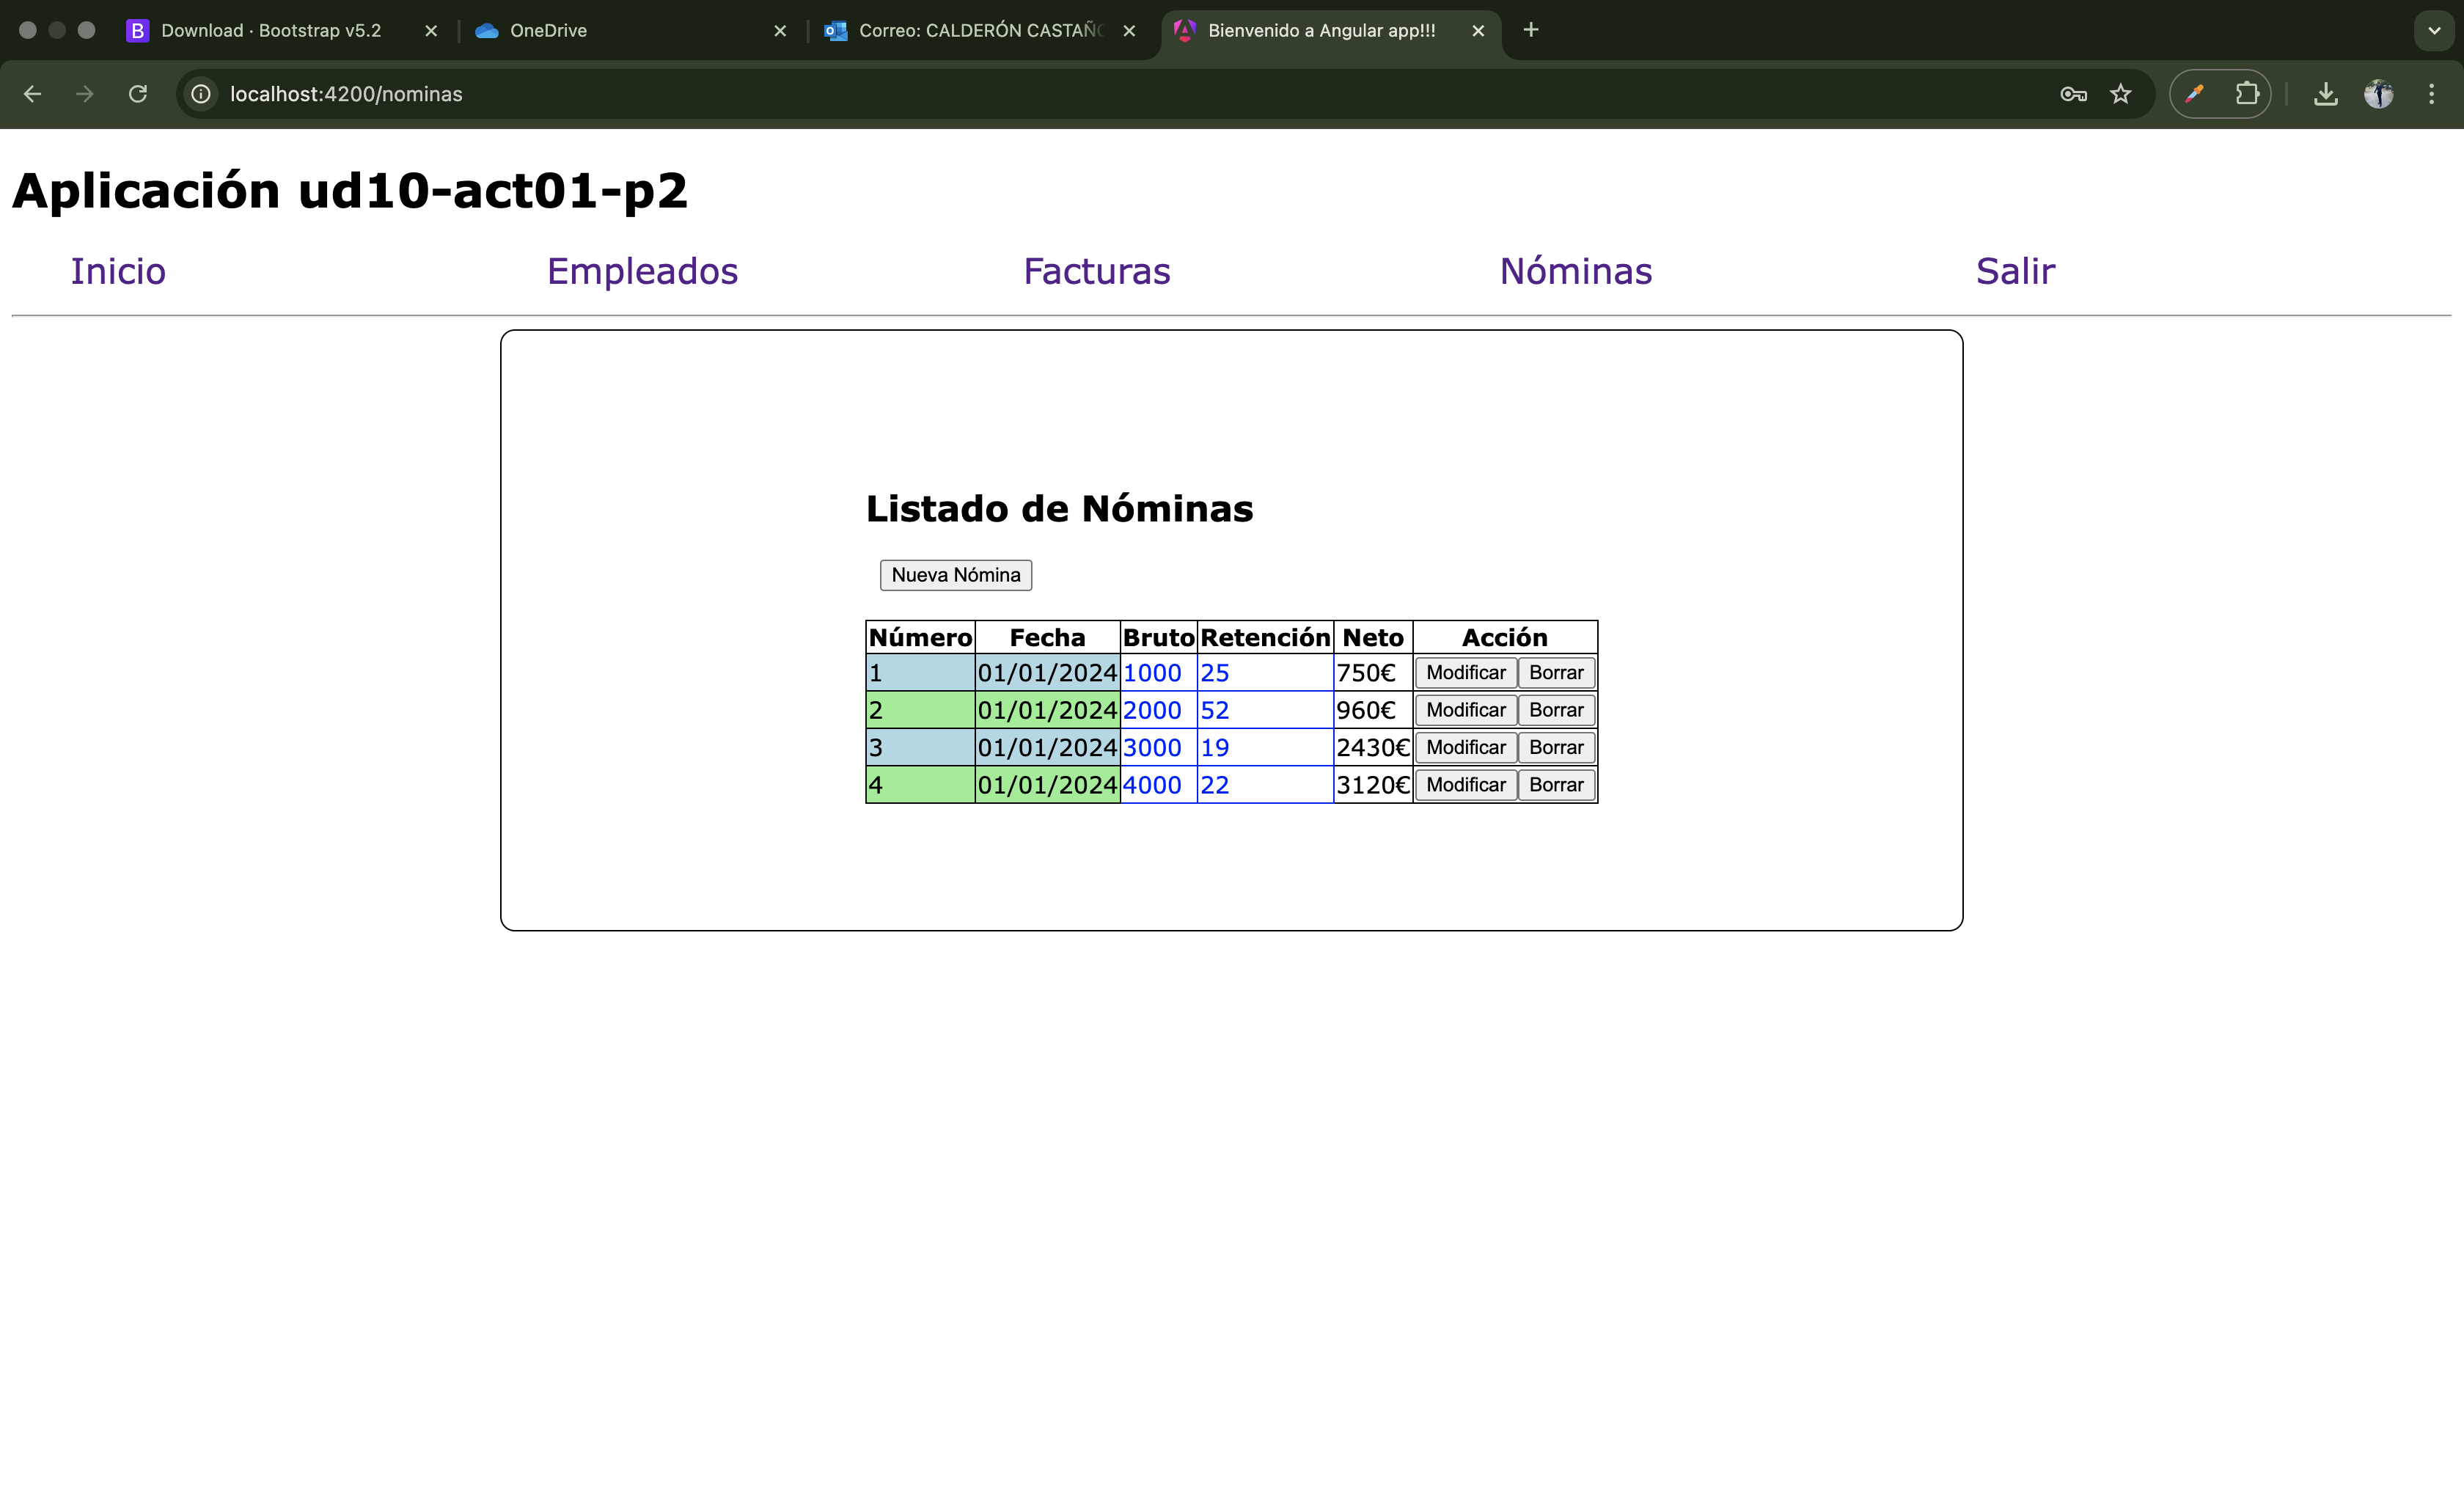 Download · Bootstrap v5.2
OneDrive
Correo: CALDERÓN CASTAÑO
Bienvenido a Angular app!!!
localhost:4200/nominas
Aplicación ud10-act01-p2
Inicio Empleados Facturas Nóminas Salir
Listado de Nóminas
Nueva Nómina
Número Fecha Bruto Retención Neto Acción
1 01/01/2024 1000 25 750€ Modificar Borrar
2 01/01/2024 2000 52 960€ Modificar Borrar
3 01/01/2024 3000 19 2430€ Modificar Borrar
4 01/01/2024 4000 22 3120€ Modificar Borrar